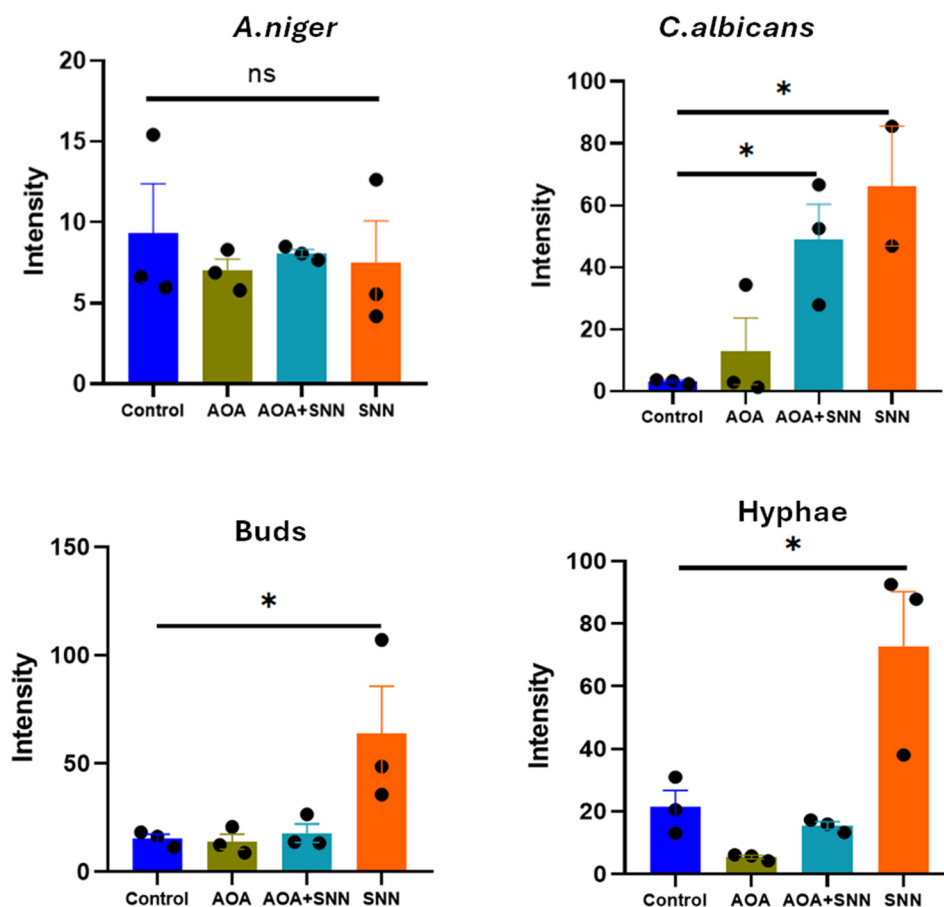 A.niger
20
15
10
5
0
Intensity
ns
Control AOA AOA+SNN SNN
C.albicans
100
80
60
40
20
0
Intensity
*
*
Control AOA AOA+SNN SNN
Buds
150
100
50
0
Intensity
*
Control AOA AOA+SNN SNN
Hyphae
100
80
60
40
20
0
Intensity
*
Control AOA AOA+SNN SNN